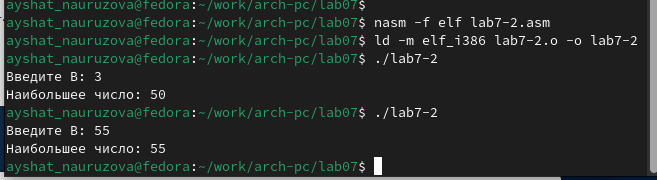 ayshat_nauruzova@fedora:~/work/arch-pc/lab07$
ayshat_nauruzova@fedora:~/work/arch-pc/lab07$ nasm -f elf lab7-2.asm
ayshat_nauruzova@fedora:~/work/arch-pc/lab07$ ld -m elf_i386 lab7-2.o -o lab7-2
ayshat_nauruzova@fedora:~/work/arch-pc/lab07$ ./lab7-2
Введите В: 3
Наибольшее число: 50
ayshat_nauruzova@fedora:~/work/arch-pc/lab07$ ./lab7-2
Введите В: 55
Наибольшее число: 55
ayshat_nauruzova@fedora:~/work/arch-pc/lab07$